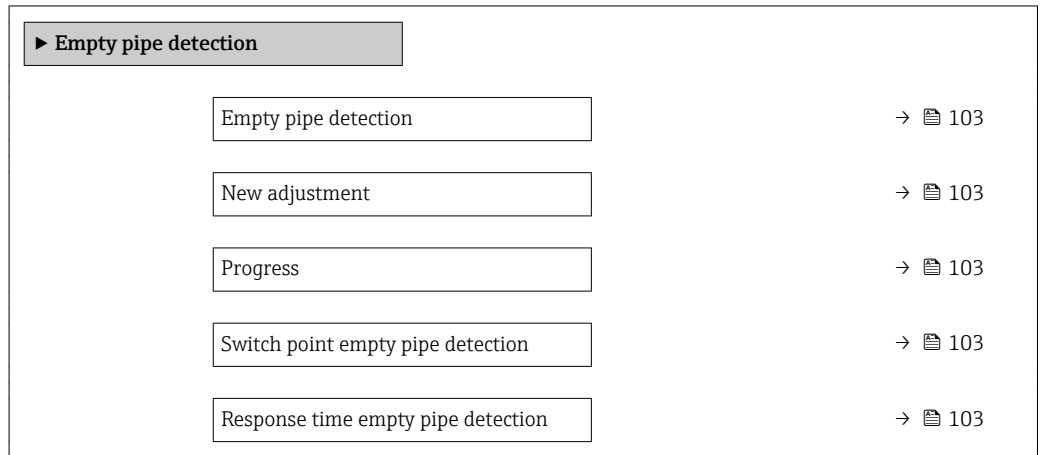 ▶ Empty pipe detection
Empty pipe detection → 103
New adjustment → 103
Progress → 103
Switch point empty pipe detection → 103
Response time empty pipe detection → 103